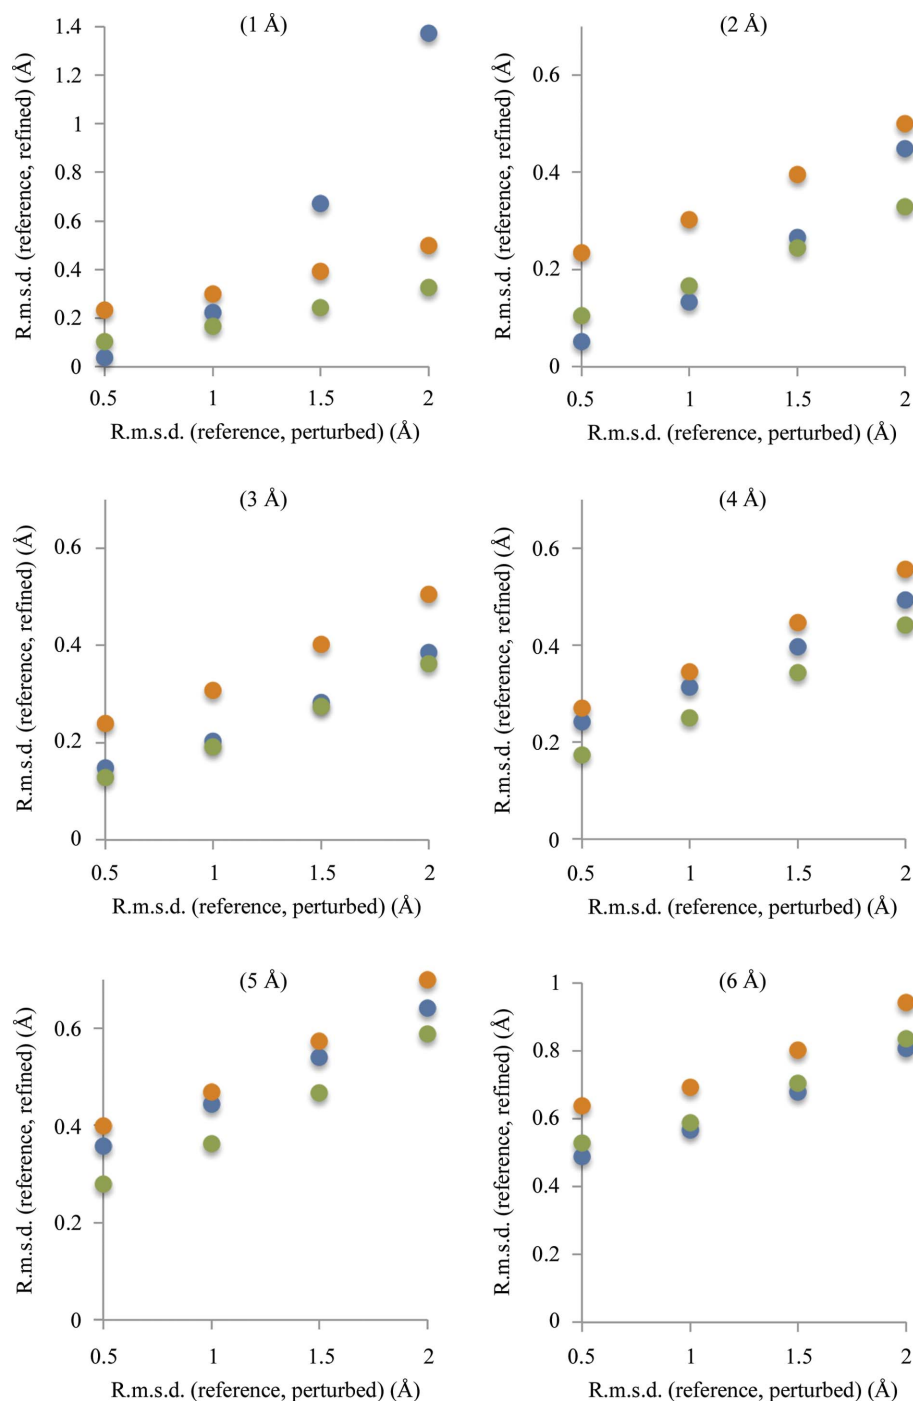 (1 Å)
R.m.s.d. (reference, refined) (Å)
1.4
1.2
1
0.8
0.6
0.4
0.2
0
0.5 1 1.5 2
R.m.s.d. (reference, perturbed) (Å)
(2 Å)
R.m.s.d. (reference, refined) (Å)
0.6
0.4
0.2
0
0.5 1 1.5 2
R.m.s.d. (reference, perturbed) (Å)
(3 Å)
R.m.s.d. (reference, refined) (Å)
0.6
0.4
0.2
0
0.5 1 1.5 2
R.m.s.d. (reference, perturbed) (Å)
(4 Å)
R.m.s.d. (reference, refined) (Å)
0.6
0.4
0.2
0
0.5 1 1.5 2
R.m.s.d. (reference, perturbed) (Å)
(5 Å)
R.m.s.d. (reference, refined) (Å)
0.6
0.4
0.2
0
0.5 1 1.5 2
R.m.s.d. (reference, perturbed) (Å)
(6 Å)
R.m.s.d. (reference, refined) (Å)
1
0.8
0.6
0.4
0.2
0
0.5 1 1.5 2
R.m.s.d. (reference, perturbed) (Å)